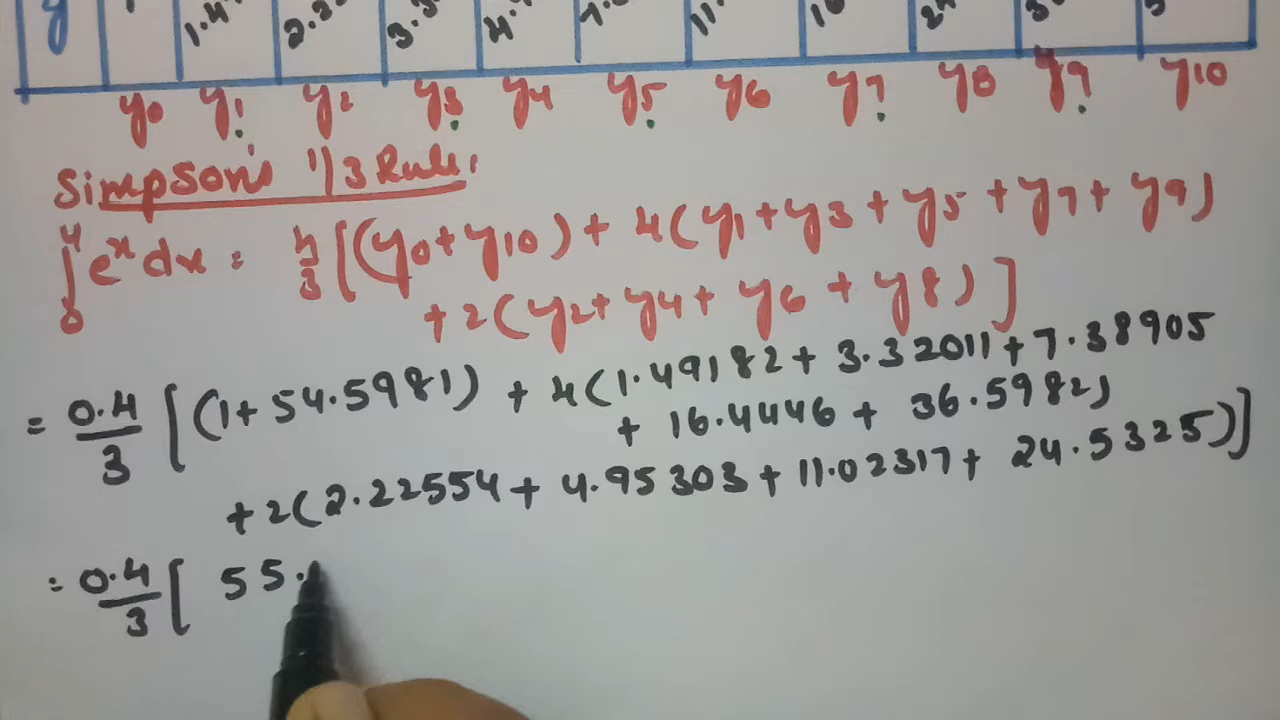 y
y0 y1 y2 y3 y4 y5 y6 y7 y8 y9 y10
Simpson's 1/3 Rule:
∫₀⁴ eˣ dx = h/3 [(y0 + y10) + 4(y1 + y3 + y5 + y7 + y9)
+ 2(y2 + y4 + y6 + y8)]
= 0.4/3 [(1 + 54.5981) + 4(1.49182 + 3.32011 + 7.38905
+ 16.4446 + 36.5982)
+ 2(2.22554 + 4.95303 + 11.02317 + 24.5325)]
= 0.4/3 [ 55.